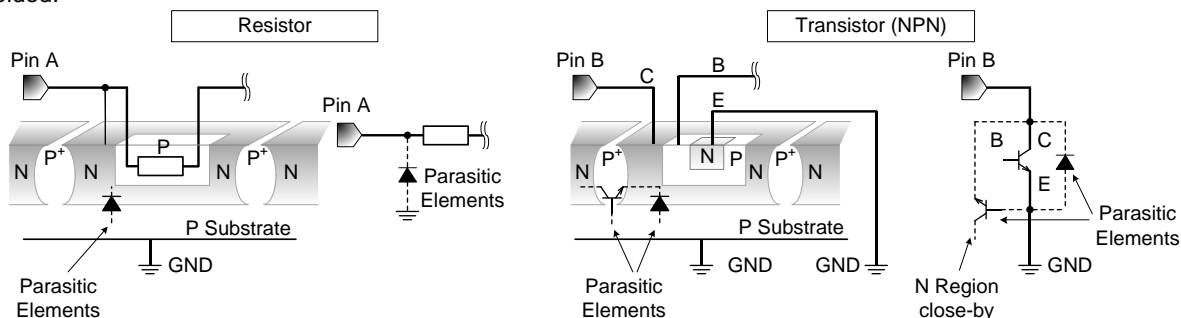 Resistor
Transistor (NPN)
Pin A
Pin B
C
B
E
Pin B
Pin A
N
P+
N
P
N
P+
N
Parasitic
Elements
P Substrate
GND
Parasitic
Elements
N
P+
N
N
P
N
P+
N
P Substrate
GND
GND
Parasitic
Elements
B
C
E
Parasitic
Elements
GND
N Region
close-by